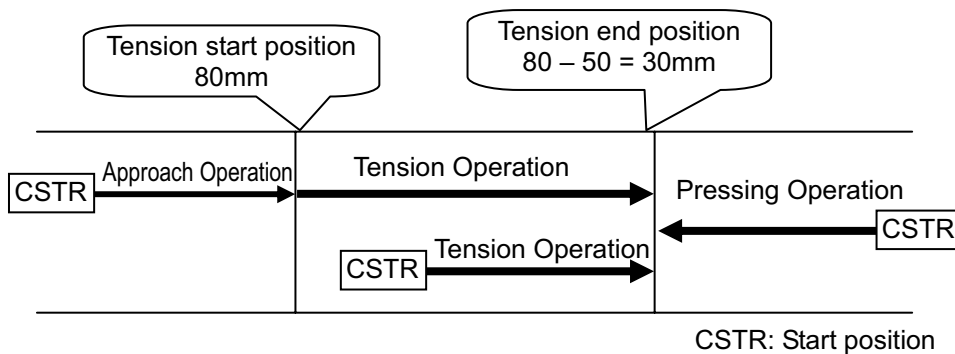 Tension start position
80mm
Tension end position
80 – 50 = 30mm
Approach Operation
Tension Operation
CSTR
Pressing Operation
CSTR
Tension Operation
CSTR
CSTR: Start position